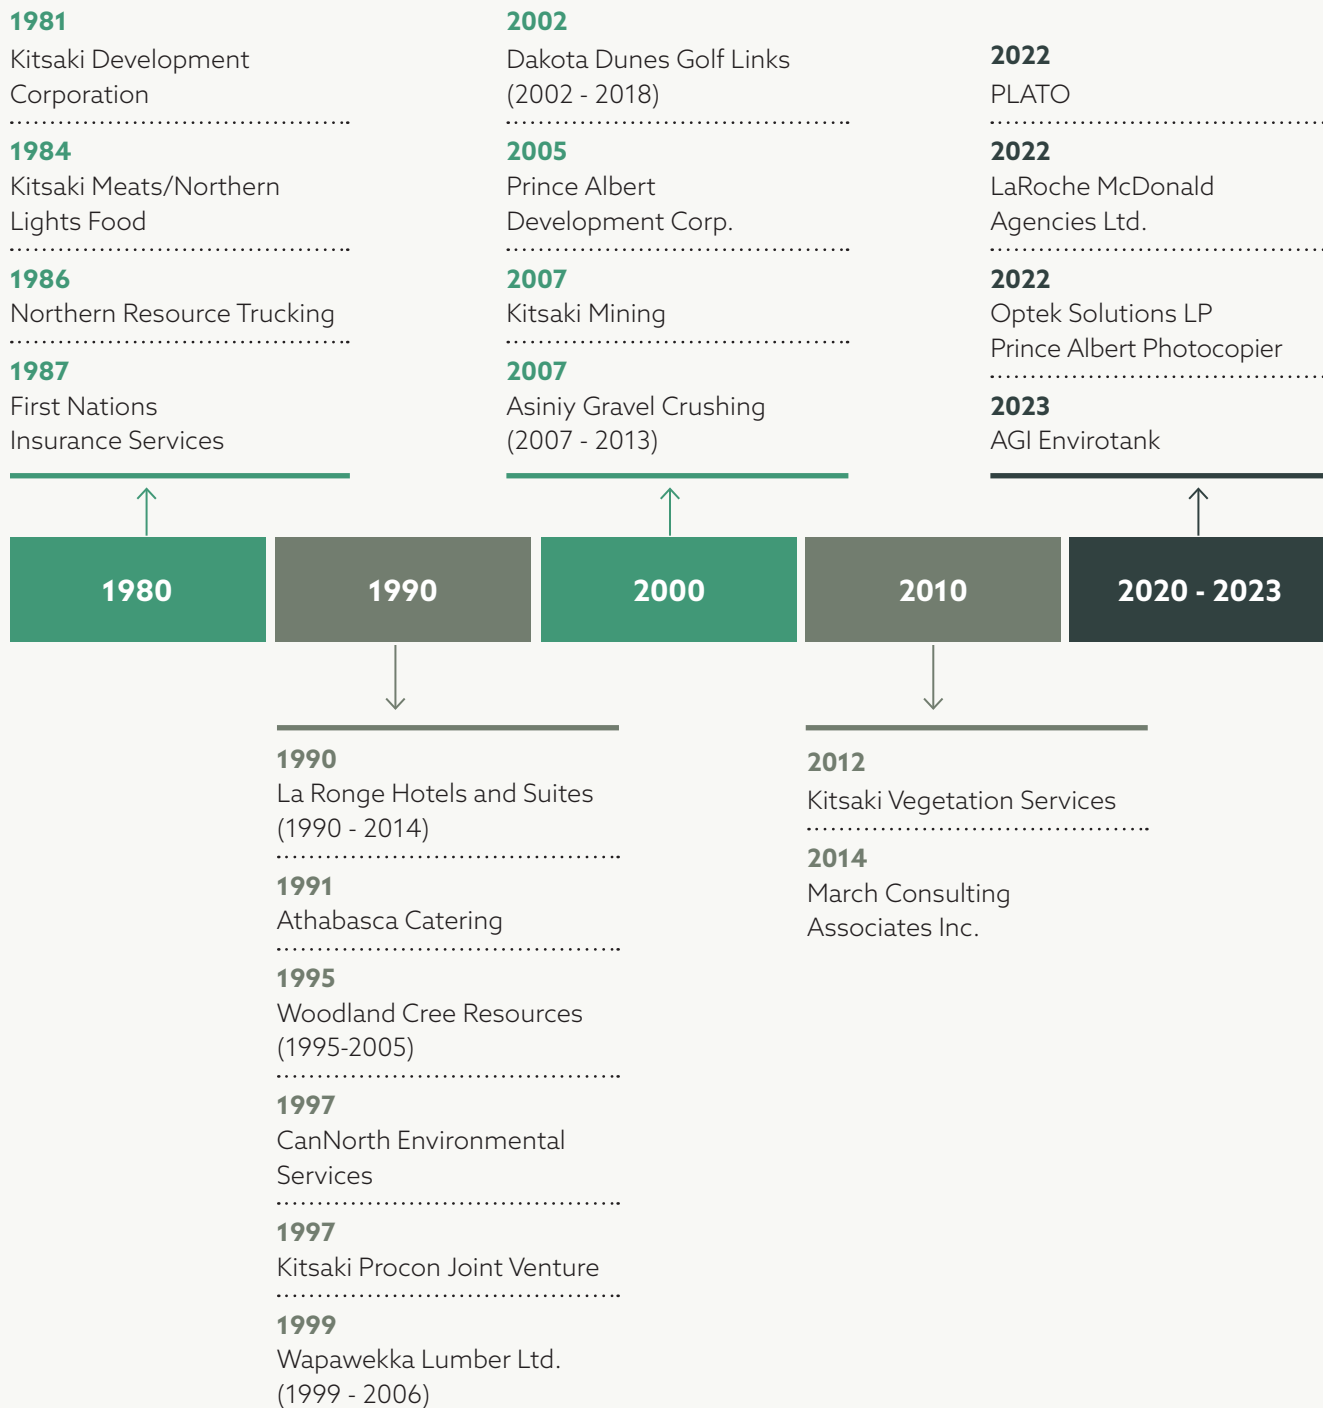 1981
Kitsaki Development
Corporation
1984
Kitsaki Meats/Northern
Lights Food
1986
Northern Resource Trucking
1987
First Nations
Insurance Services
2002
Dakota Dunes Golf Links
(2002 - 2018)
2005
Prince Albert
Development Corp.
2007
Kitsaki Mining
2007
Asiniy Gravel Crushing
(2007 - 2013)
2022
PLATO
2022
LaRoche McDonald
Agencies Ltd.
2022
Optek Solutions LP
Prince Albert Photocopier
2023
AGI Envirotank
1980
1990
2000
2010
2020 - 2023
1990
La Ronge Hotels and Suites
(1990 - 2014)
1991
Athabasca Catering
1995
Woodland Cree Resources
(1995-2005)
1997
CanNorth Environmental
Services
1997
Kitsaki Procon Joint Venture
1999
Wapawekka Lumber Ltd.
(1999 - 2006)
2012
Kitsaki Vegetation Services
2014
March Consulting
Associates Inc.